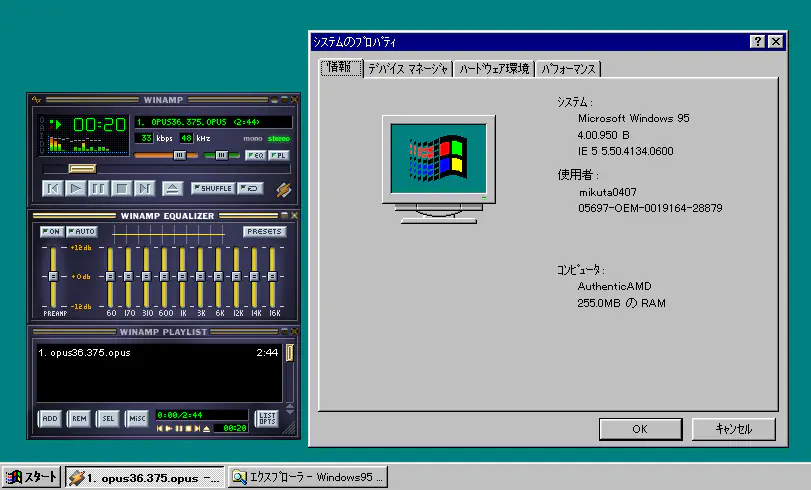 WINAMP
00:20
1. OPUS36.375.OPUS (2:44)
33 kbps 48 kHz mono stereo
EQ PL
SHUFFLE
WINAMP EQUALIZER
ON AUTO PRESETS
+12 db
+0 db
-12 db
PREAMP 60 170 310 600 1K 3K 6K 12K 14K 16K
WINAMP PLAYLIST
1. opus36.375.opus 2:44
ADD REM SEL MISC 0:00/2:44 LIST OPTS
00:20
システムのプロパティ
情報 デバイス マネージャ ハードウェア環境 パフォーマンス
システム:
Microsoft Windows 95
4.00.950 B
IE 5 5.50.4134.0600
使用者:
mikuta0407
05697-OEM-0019164-28879
コンピュータ:
AuthenticAMD
255.0MB の RAM
OK キャンセル
スタート 1. opus36.375.opus -... エクスプローラー - Windows95 ...